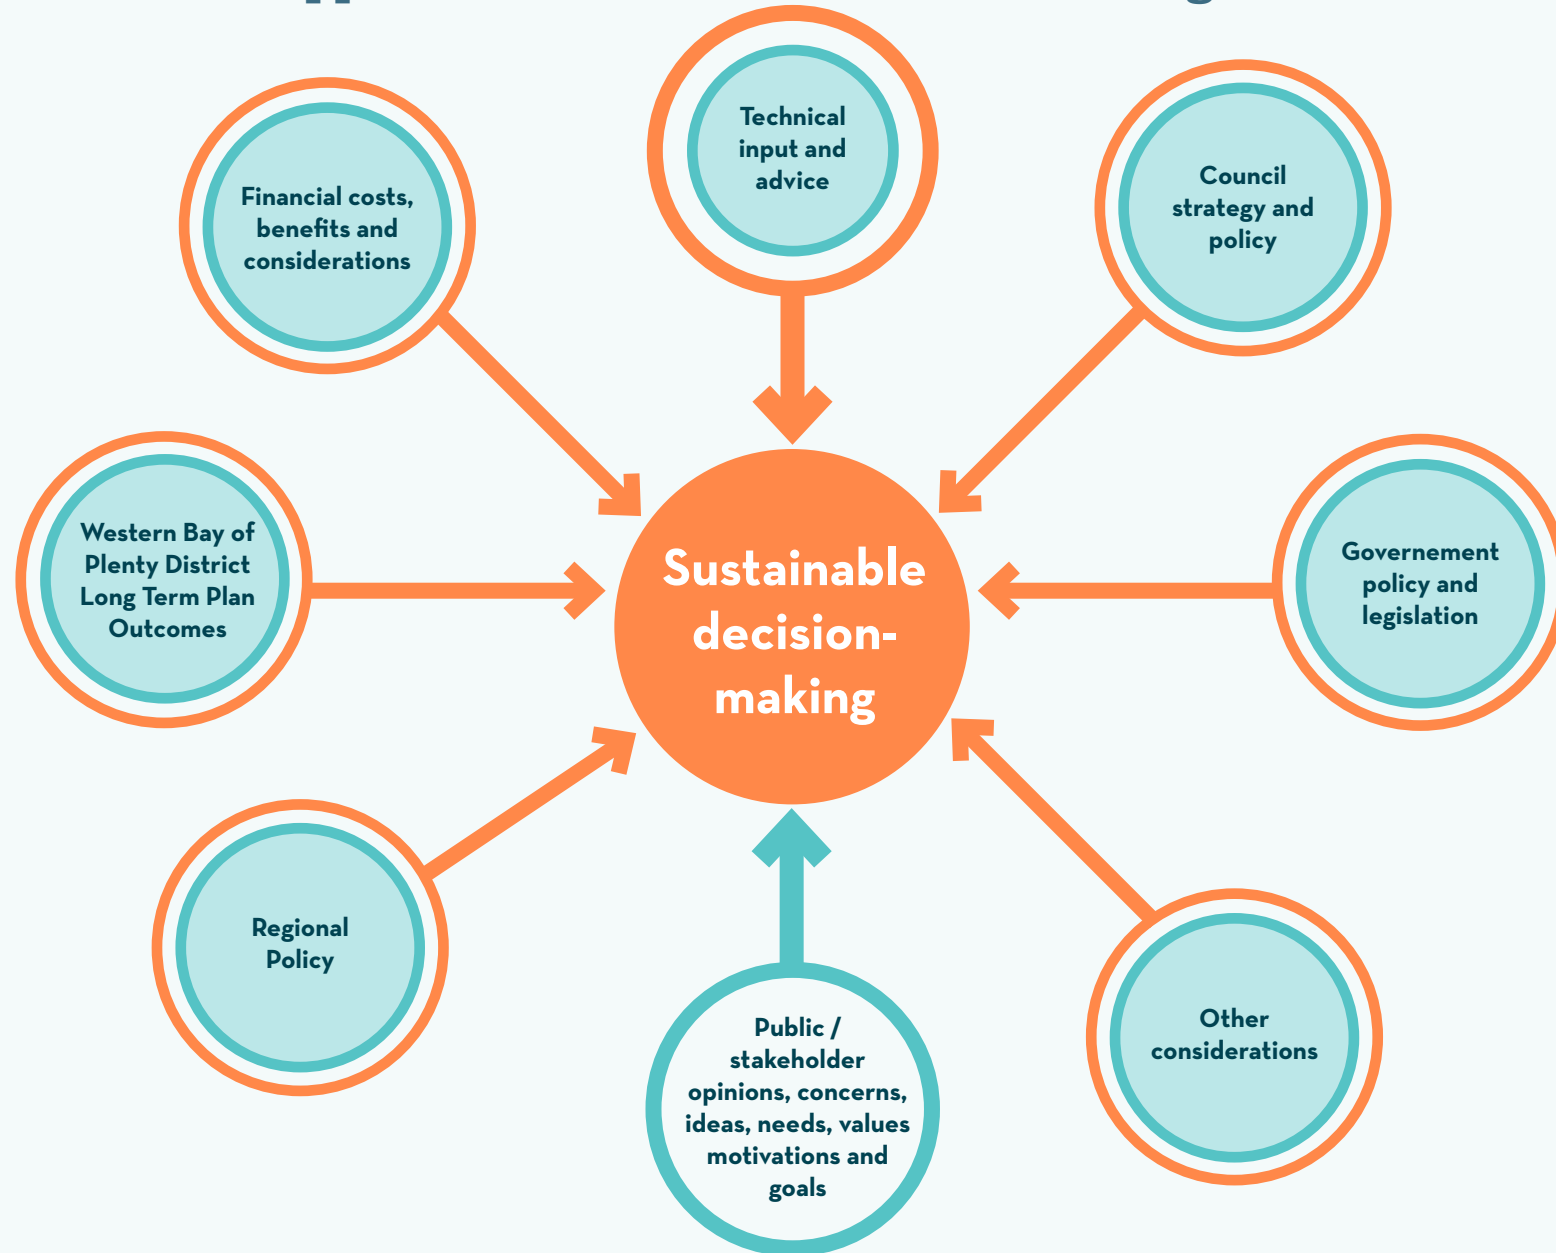 Technical
input and
advice
Council
strategy and
policy
Financial costs,
benefits and
considerations
Western Bay of
Plenty District
Long Term Plan
Outcomes
Sustainable
decision-
making
Governement
policy and
legislation
Regional
Policy
Public /
stakeholder
opinions, concerns,
ideas, needs, values
motivations and
goals
Other
considerations